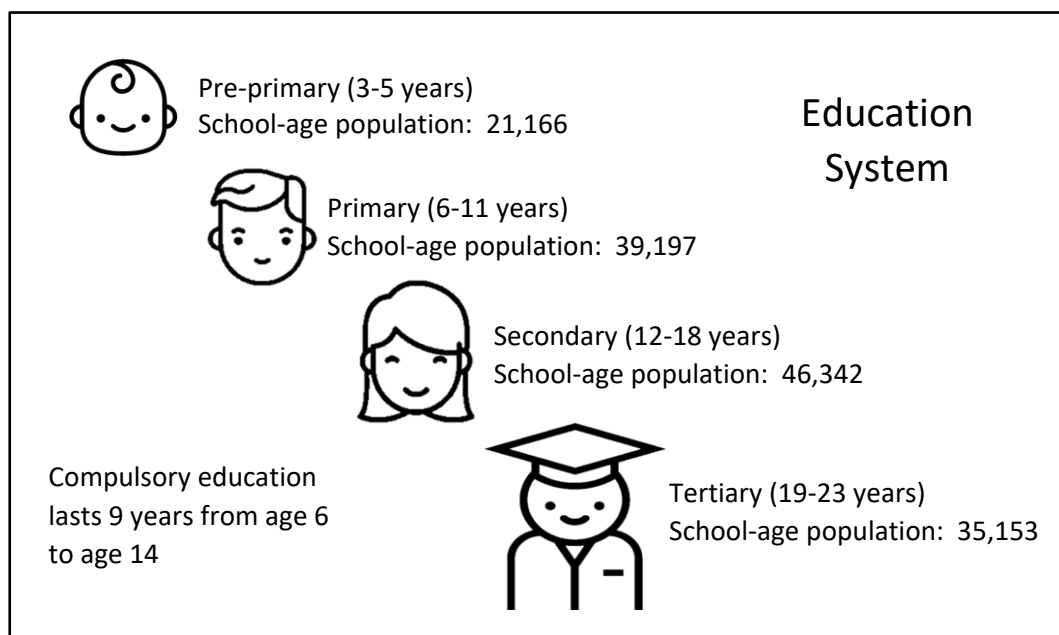 Pre-primary (3-5 years)
School-age population:  21,166
Education
System
Primary (6-11 years)
School-age population:  39,197
Secondary (12-18 years)
School-age population:  46,342
Compulsory education
lasts 9 years from age 6
to age 14
Tertiary (19-23 years)
School-age population:  35,153